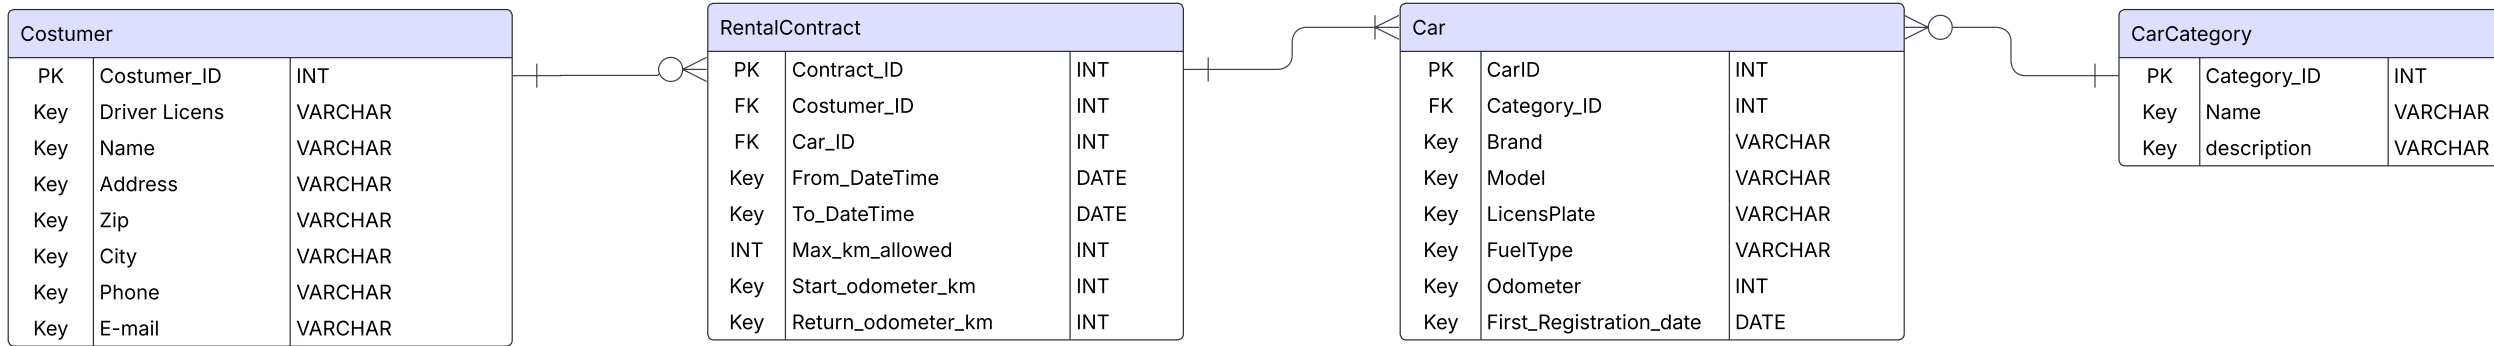 Costumer
PK Costumer_ID INT
Key Driver Licens VARCHAR
Key Name VARCHAR
Key Address VARCHAR
Key Zip VARCHAR
Key City VARCHAR
Key Phone VARCHAR
Key E-mail VARCHAR
RentalContract
PK Contract_ID INT
FK Costumer_ID INT
FK Car_ID INT
Key From_DateTime DATE
Key To_DateTime DATE
INT Max_km_allowed INT
Key Start_odometer_km INT
Key Return_odometer_km INT
Car
PK CarID INT
FK Category_ID INT
Key Brand VARCHAR
Key Model VARCHAR
Key LicensPlate VARCHAR
Key FuelType VARCHAR
Key Odometer INT
Key First_Registration_date DATE
CarCategory
PK Category_ID INT
Key Name VARCHAR
Key description VARCHAR